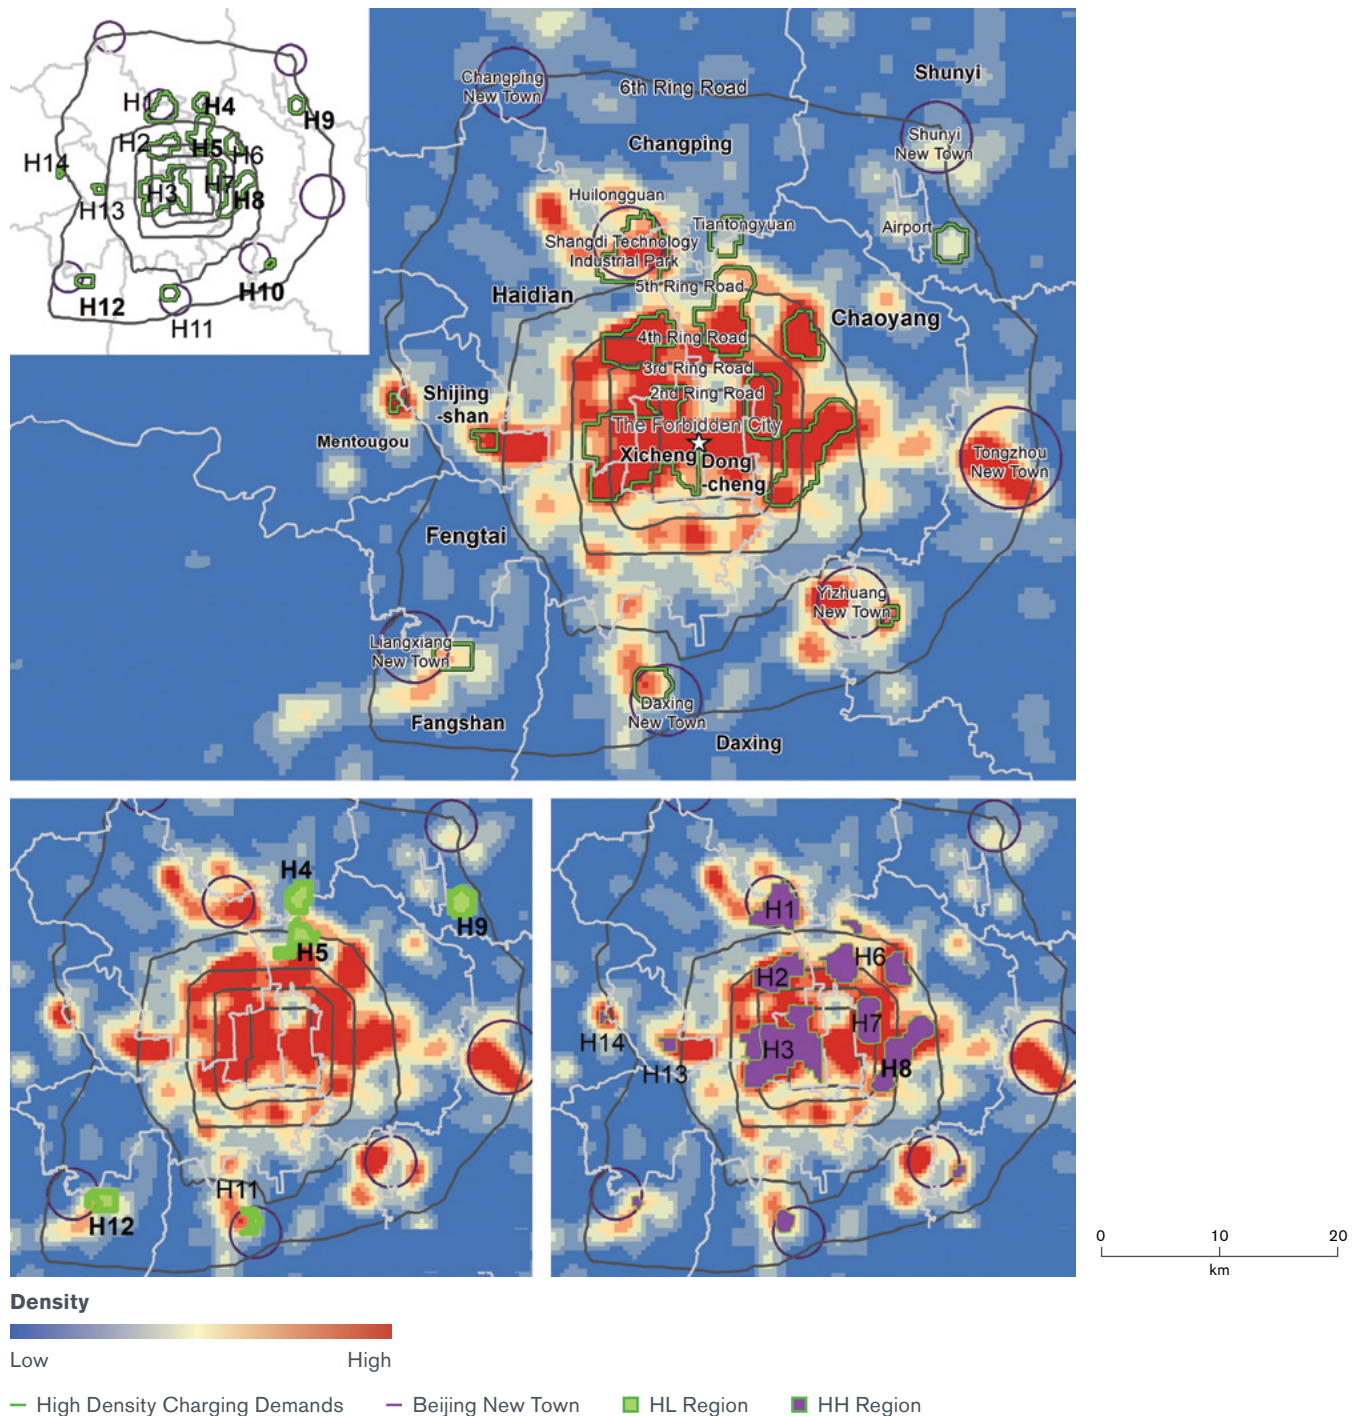 H1
H4
H9
H2
H5
H6
H14
H7
H3
H8
H13
H10
H12
H11
Changping
New Town
6th Ring Road
Shunyi
Changping
Shunyi
New Town
Huilongguan
Tiantongyuan
Airport
Shangdi Technology
Industrial Park
5th Ring Road
Haidian
Chaoyang
4th Ring Road
3rd Ring Road
Shijing
-shan
2nd Ring Road
The Forbidden City
Mentougou
Xicheng
Dong
-cheng
Tongzhou
New Town
Fengtai
Yizhuang
New Town
Liangxiang
New Town
Daxing
New Town
Fangshan
Daxing
H4
H9
H5
H11
H12
H1
H6
H2
H7
H14
H3
H13
H8
0 10 20
km
Density
Low High
High Density Charging Demands Beijing New Town HL Region HH Region